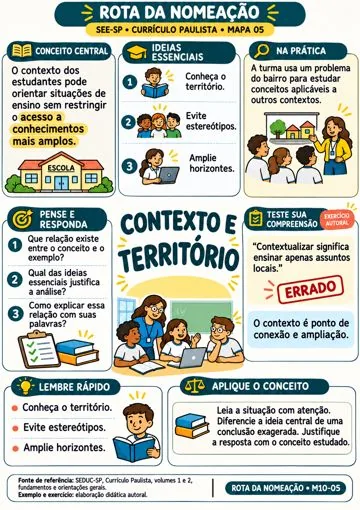 ROTA DA NOMEAÇÃO
SEE-SP • CURRÍCULO PAULISTA • MAPA 05
CONCEITO CENTRAL
O contexto dos
estudantes pode
orientar situações de
ensino sem restringir
o acesso a
conhecimentos
mais amplos.
ESCOLA
IDEIAS
ESSENCIAIS
1 Conheça o
território.
2 Evite
estereótipos.
3 Amplie
horizontes.
NA PRÁTICA
A turma usa um problema
do bairro para estudar
conceitos aplicáveis a
outros contextos.
PENSE E
RESPONDA
1 Que relação existe
entre o conceito e o
exemplo?
2 Qual das ideias
essenciais justifica
a análise?
3 Como explicar essa
relação com suas
palavras?
CONTEXTO E
TERRITÓRIO
TESTE SUA
COMPREENSÃO
EXERCÍCIO
AUTORAL
“Contextualizar significa
ensinar apenas assuntos
locais.”
ERRADO
O contexto é ponto de
conexão e ampliação.
LEMBRE RÁPIDO
Conheça o território.
Evite estereótipos.
Amplie horizontes.
APLIQUE O CONCEITO
Leia a situação com atenção.
Diferencie a ideia central de
uma conclusão exagerada. Justifique
a resposta com o conceito estudado.
Fonte de referência: SEDUC-SP, Currículo Paulista, volumes 1 e 2,
fundamentos e orientações gerais.
Exemplo e exercício: elaboração didática autoral.
ROTA DA NOMEAÇÃO • M10-05